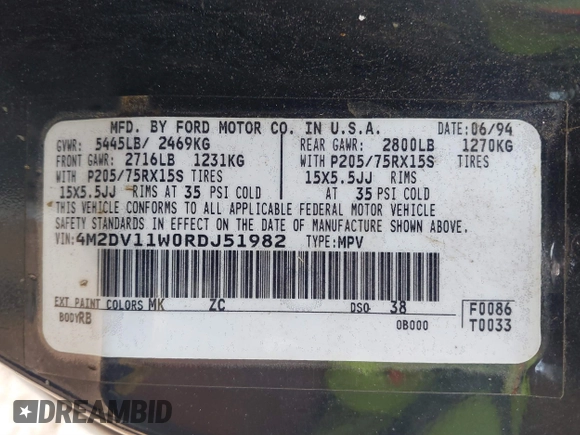 MFD. BY FORD MOTOR CO. IN U.S.A.
DATE: 06/94
GVWR: 5445LB/ 2469KG
FRONT GAWR: 2716LB 1231KG
WITH P205/75RX15S TIRES
15X5.5JJ RIMS AT 35 PSI COLD
REAR GAWR: 2800LB 1270KG
WITH P205/75RX15S TIRES
15X5.5JJ RIMS
AT 35 PSI COLD
THIS VEHICLE CONFORMS TO ALL APPLICABLE FEDERAL MOTOR VEHICLE
SAFETY STANDARDS IN EFFECT ON THE DATE OF MANUFACTURE SHOWN ABOVE.
VIN: 4M2DV11W0RDJ51982 TYPE: MPV
EXT PAINT COLORS MK ZC DSO 38
BODY RB 0B000
F0086
T0033
DREAMBID